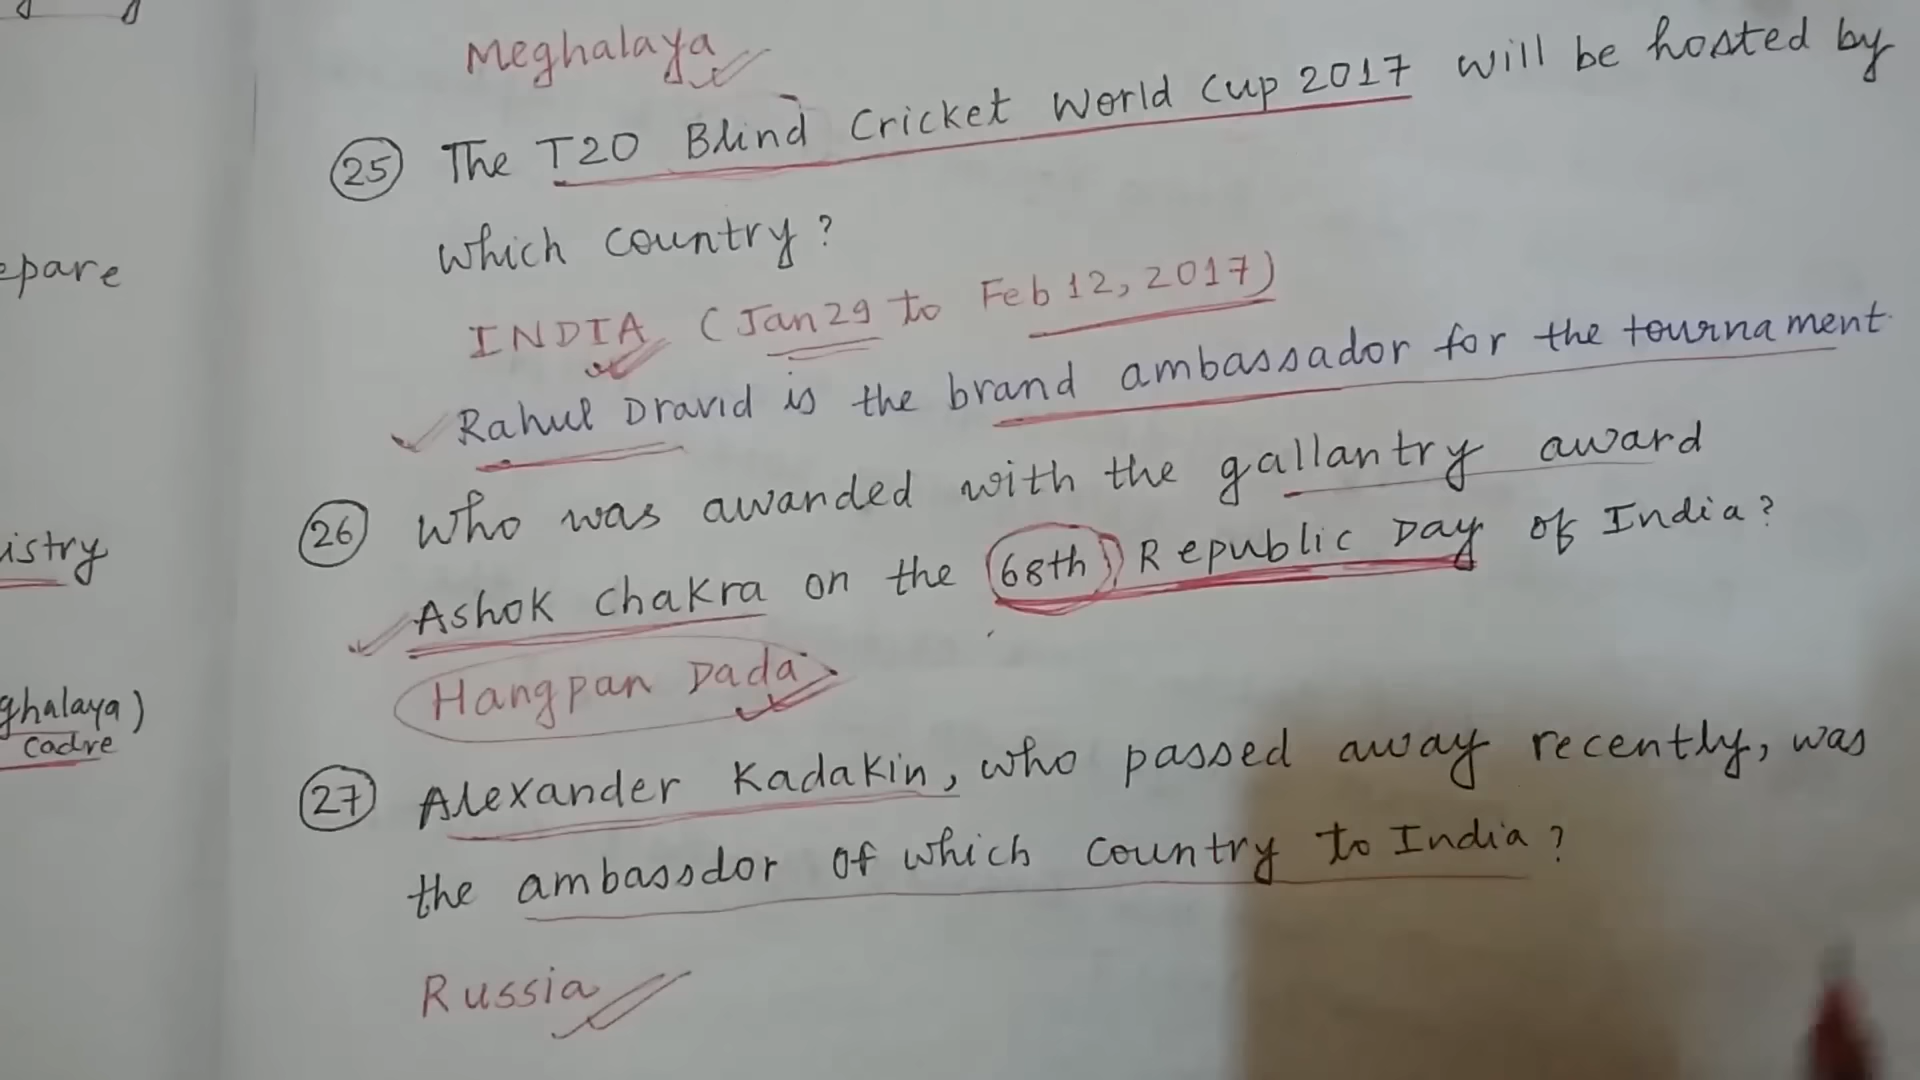 Meghalaya
25 The T20 Blind Cricket World Cup 2017 will be hosted by
which country?
INDIA (Jan 29 to Feb 12, 2017)
Rahul Dravid is the brand ambassador for the tournament.
26 Who was awanded with the gallantry award
Ashok Chakra on the 68th Republic Day of India?
Hangpan Dada
27 Alexander Kadakin, who passed away recently, was
the ambassdor of which country to India?
Russia
epare
istry
ghalaya)
cadre